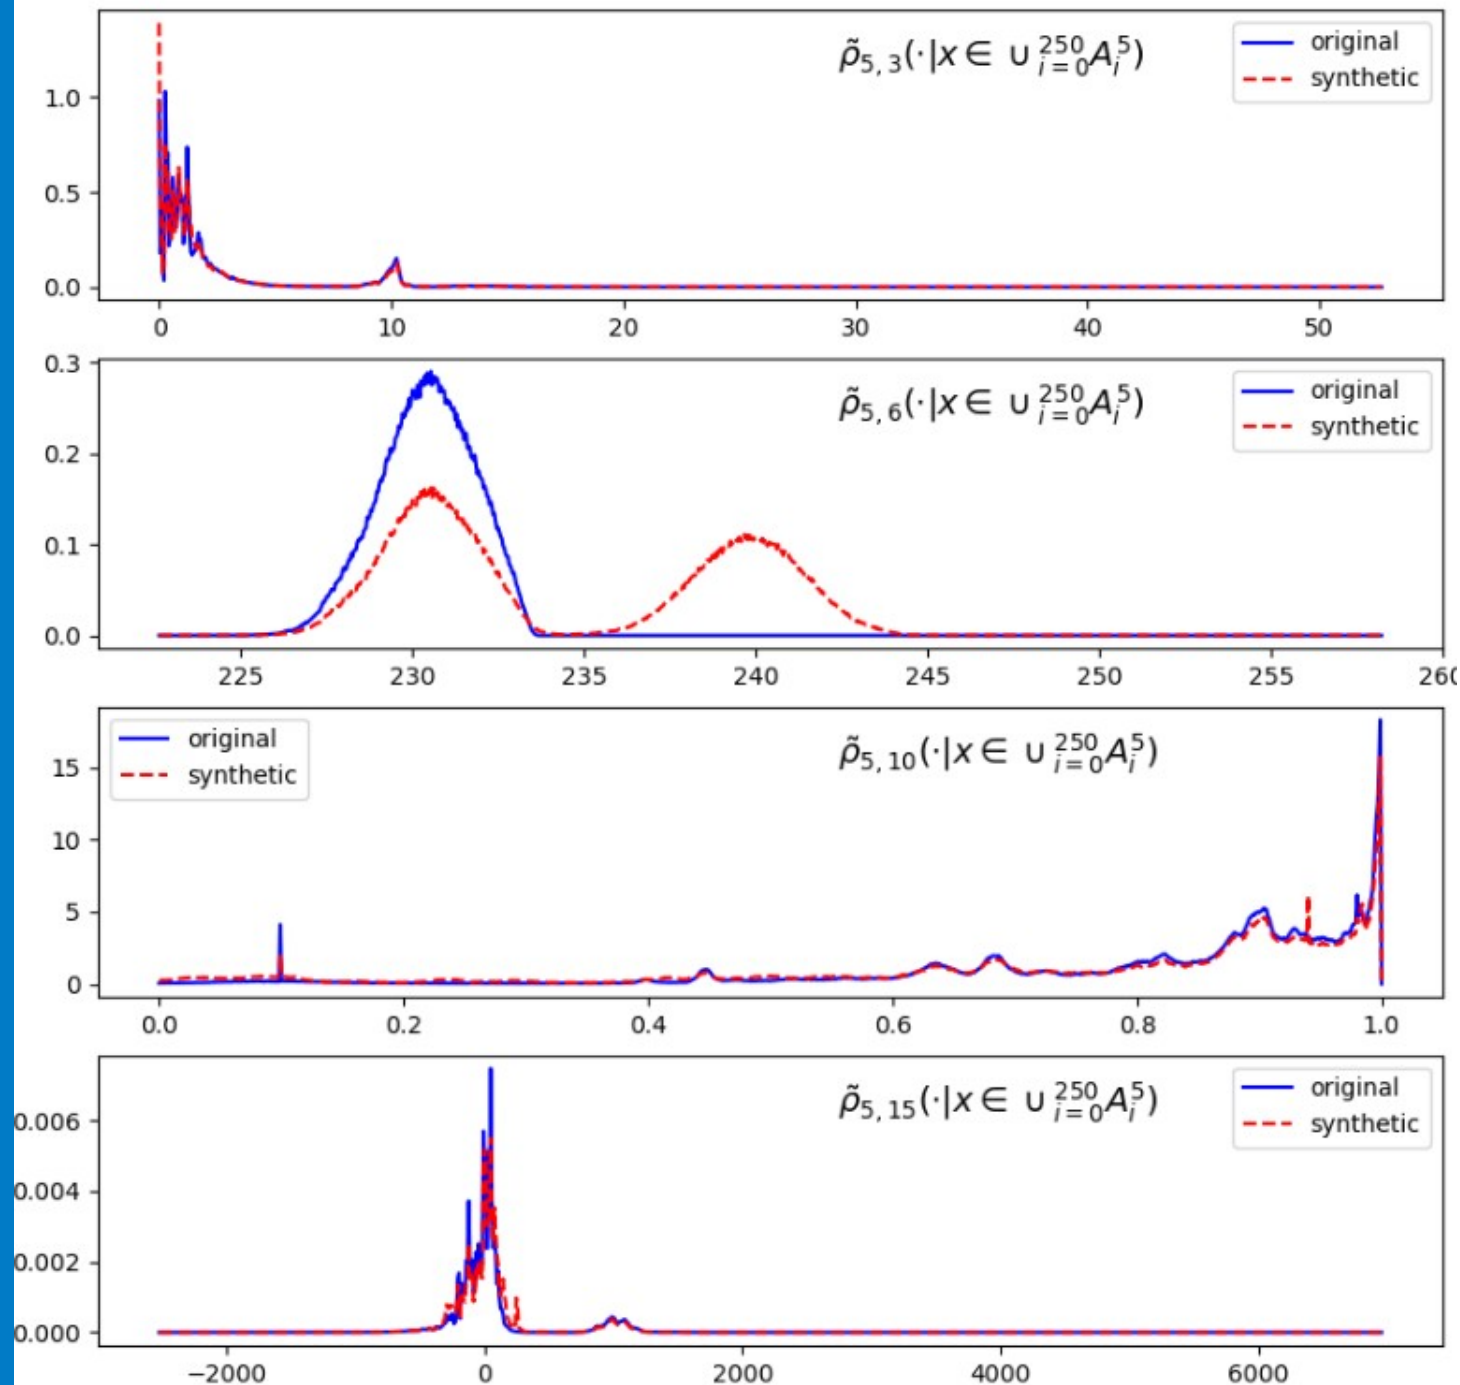 ρ̃₅,₃(·|x ∈ ∪²⁵⁰ᵢ₌₀Aᵢ⁵)
original
synthetic
1.0
0.5
0.0
0 10 20 30 40 50
ρ̃₅,₆(·|x ∈ ∪²⁵⁰ᵢ₌₀Aᵢ⁵)
original
synthetic
0.3
0.2
0.1
0.0
225 230 235 240 245 250 255 260
original
synthetic
ρ̃₅,₁₀(·|x ∈ ∪²⁵⁰ᵢ₌₀Aᵢ⁵)
15
10
5
0
0.0 0.2 0.4 0.6 0.8 1.0
ρ̃₅,₁₅(·|x ∈ ∪²⁵⁰ᵢ₌₀Aᵢ⁵)
original
synthetic
0.006
0.004
0.002
0.000
−2000 0 2000 4000 6000